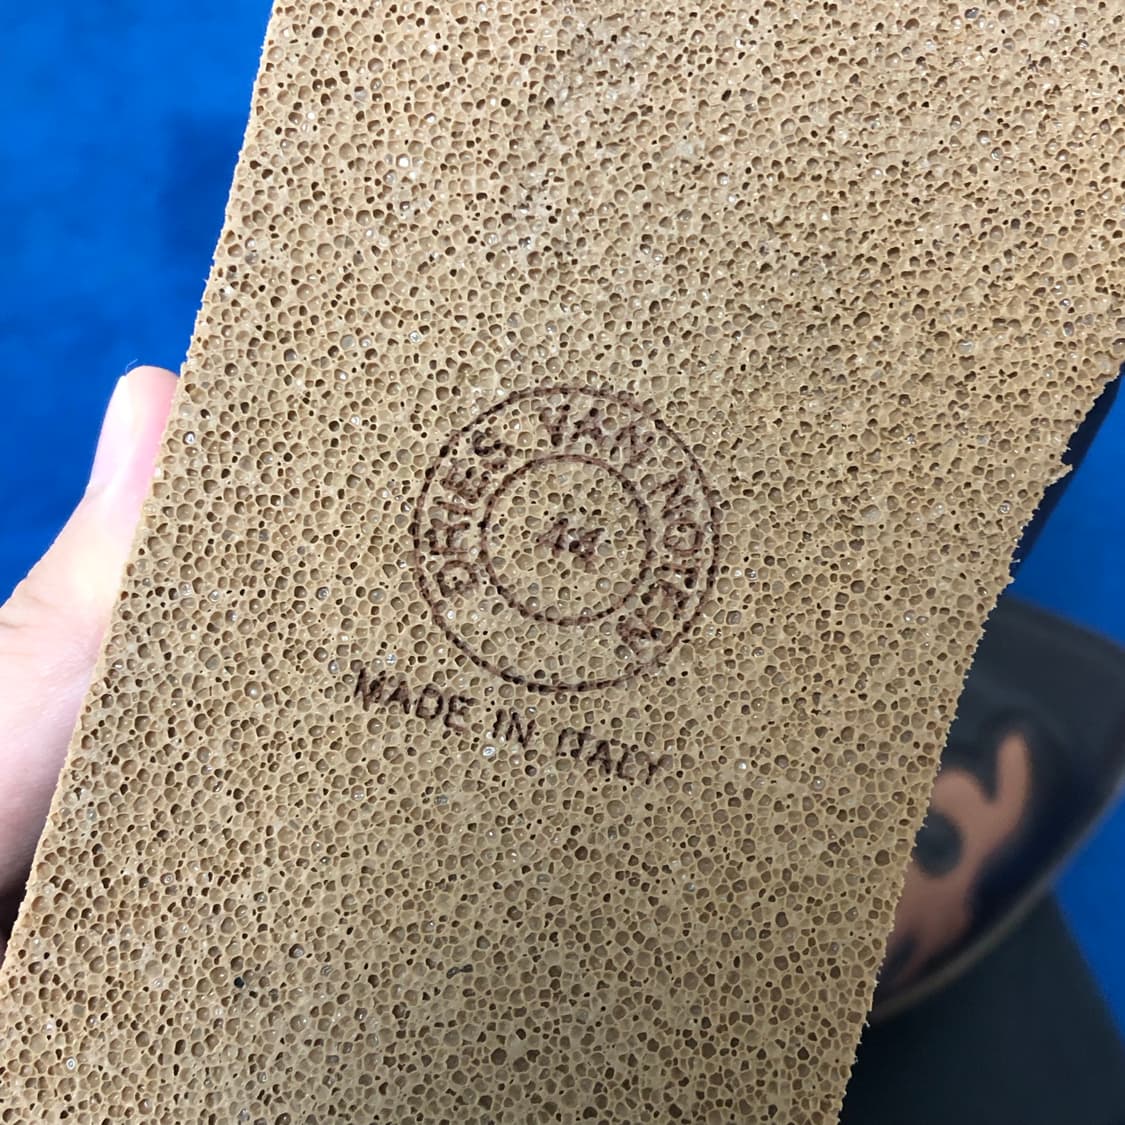 DRIES VAN NOTEN
44
MADE IN ITALY